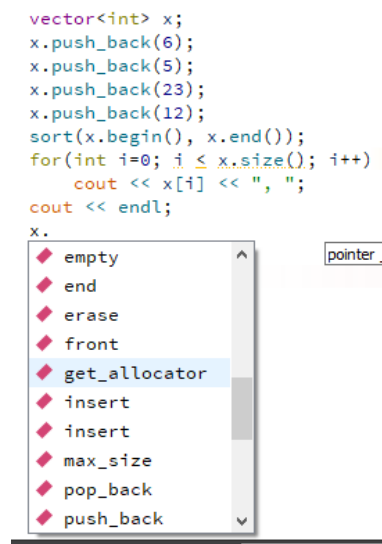 vector<int> x;
x.push_back(6);
x.push_back(5);
x.push_back(23);
x.push_back(12);
sort(x.begin(), x.end());
for(int i=0; i < x.size(); i++)
    cout << x[i] << ", ";
cout << endl;
x.
empty
pointer
end
erase
front
get_allocator
insert
insert
max_size
pop_back
push_back